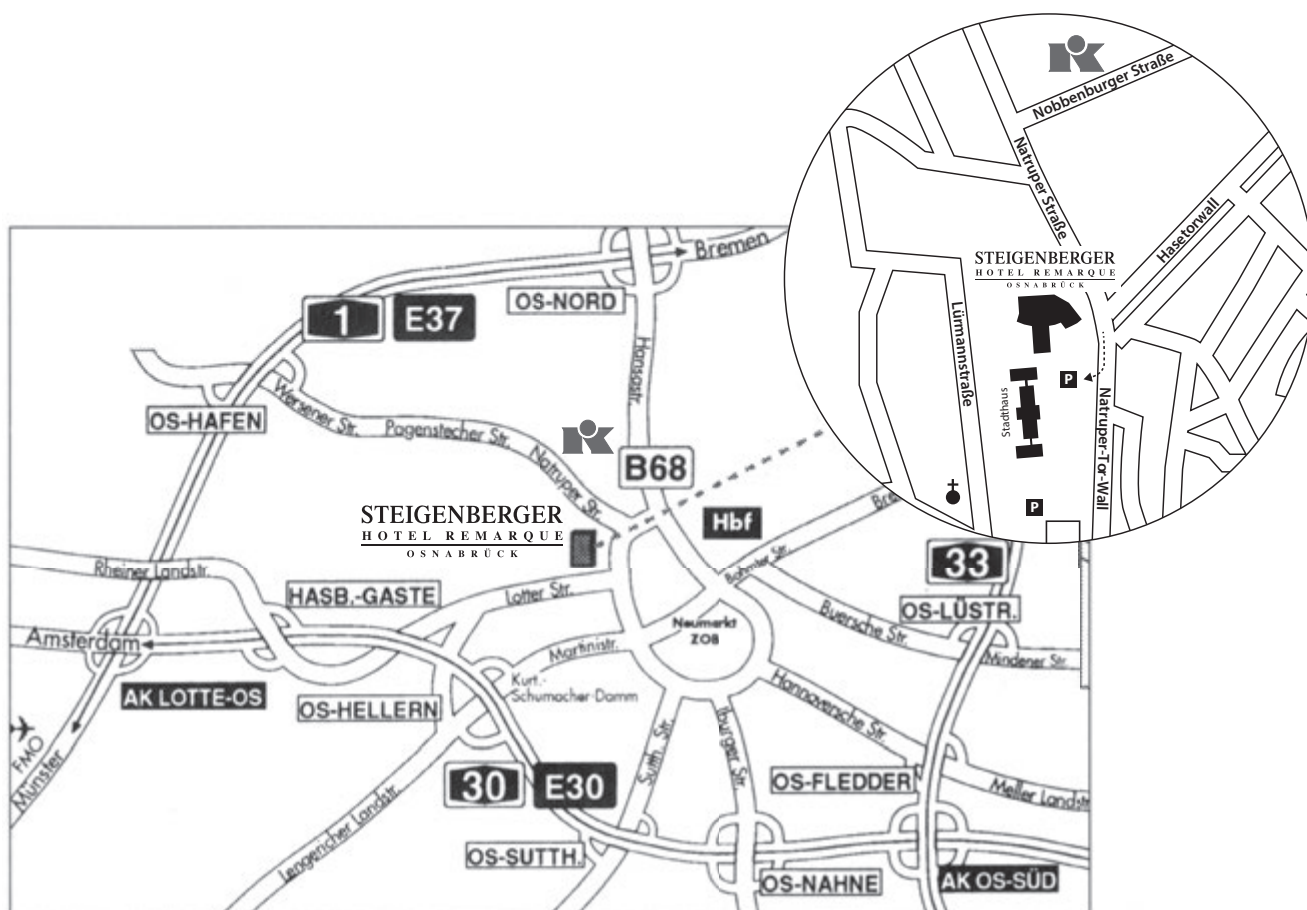 Nobbenburger Straße
Natruper Straße
Hasetorwall
STEIGENBERGER
HOTEL REMARQUE
OSNABRÜCK
Lürmannstraße
Stadthaus
P
Natruper-Tor-Wall
P
Bremen
OS-NORD
1
E37
Hansastr.
OS-HAFEN
Wersener Str.
Pagenstecher Str.
Natruper Str.
B68
STEIGENBERGER
HOTEL REMARQUE
OSNABRÜCK
Hbf
Bre
33
Rheiner Landstr.
HASB.-GASTE
Lotter Str.
Bohmter Str.
OS-LÜSTR.
Buersche Str.
Neumarkt
ZOB
Amsterdam
Martinistr.
Mindener Str.
Kurt.-
Schumacher-Damm
AK LOTTE-OS
OS-HELLERN
Hannoversche Str.
FMO
Münster
Sutth. Str.
Iburger Str.
30
E30
OS-FLEDDER
Meller Landstr
Lengericher Landstr.
OS-SUTTH.
OS-NAHNE
AK OS-SÜD